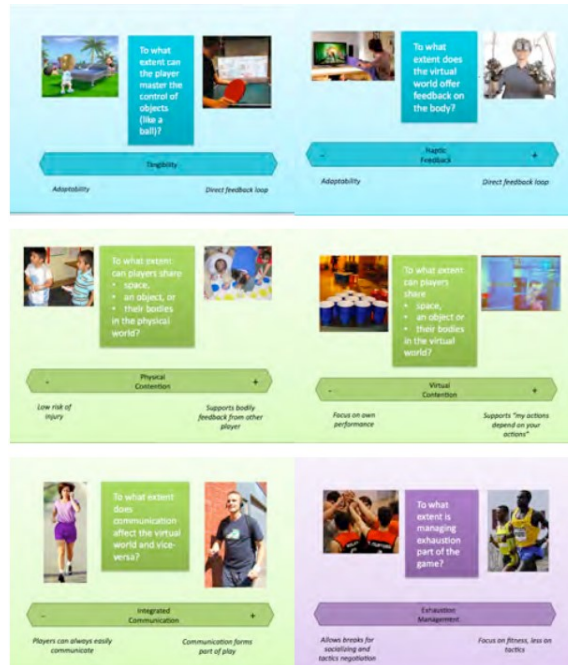 To what
extent can
the player
master the
control of
objects
(like a
ball)?
Tangibility
Adaptability
Direct feedback loop
To what
extent does
the virtual
world offer
feedback on
the body?
-
Haptic
Feedback
+
Adaptability
Direct feedback loop
To what extent
can players share
• space,
• an object, or
• their bodies
in the physical
world?
-
Physical
Contention
+
Low risk of
injury
Supports bodily
feedback from other
player
To what extent
can players
share
• space,
• an object or
• their bodies
in the virtual
world?
-
Virtual
Contention
+
Focus on own
performance
Supports "my actions
depend on your
actions"
To what extent
does
communication
affect the virtual
world and vice-
versa?
-
Integrated
Communication
+
Players can always easily
communicate
Communication forms
part of play
To what
extent is
managing
exhaustion
part of the
game?
Exhaustion
Management
Allows breaks for
socializing and
tactics negotiation
Focus on fitness, less on
tactics